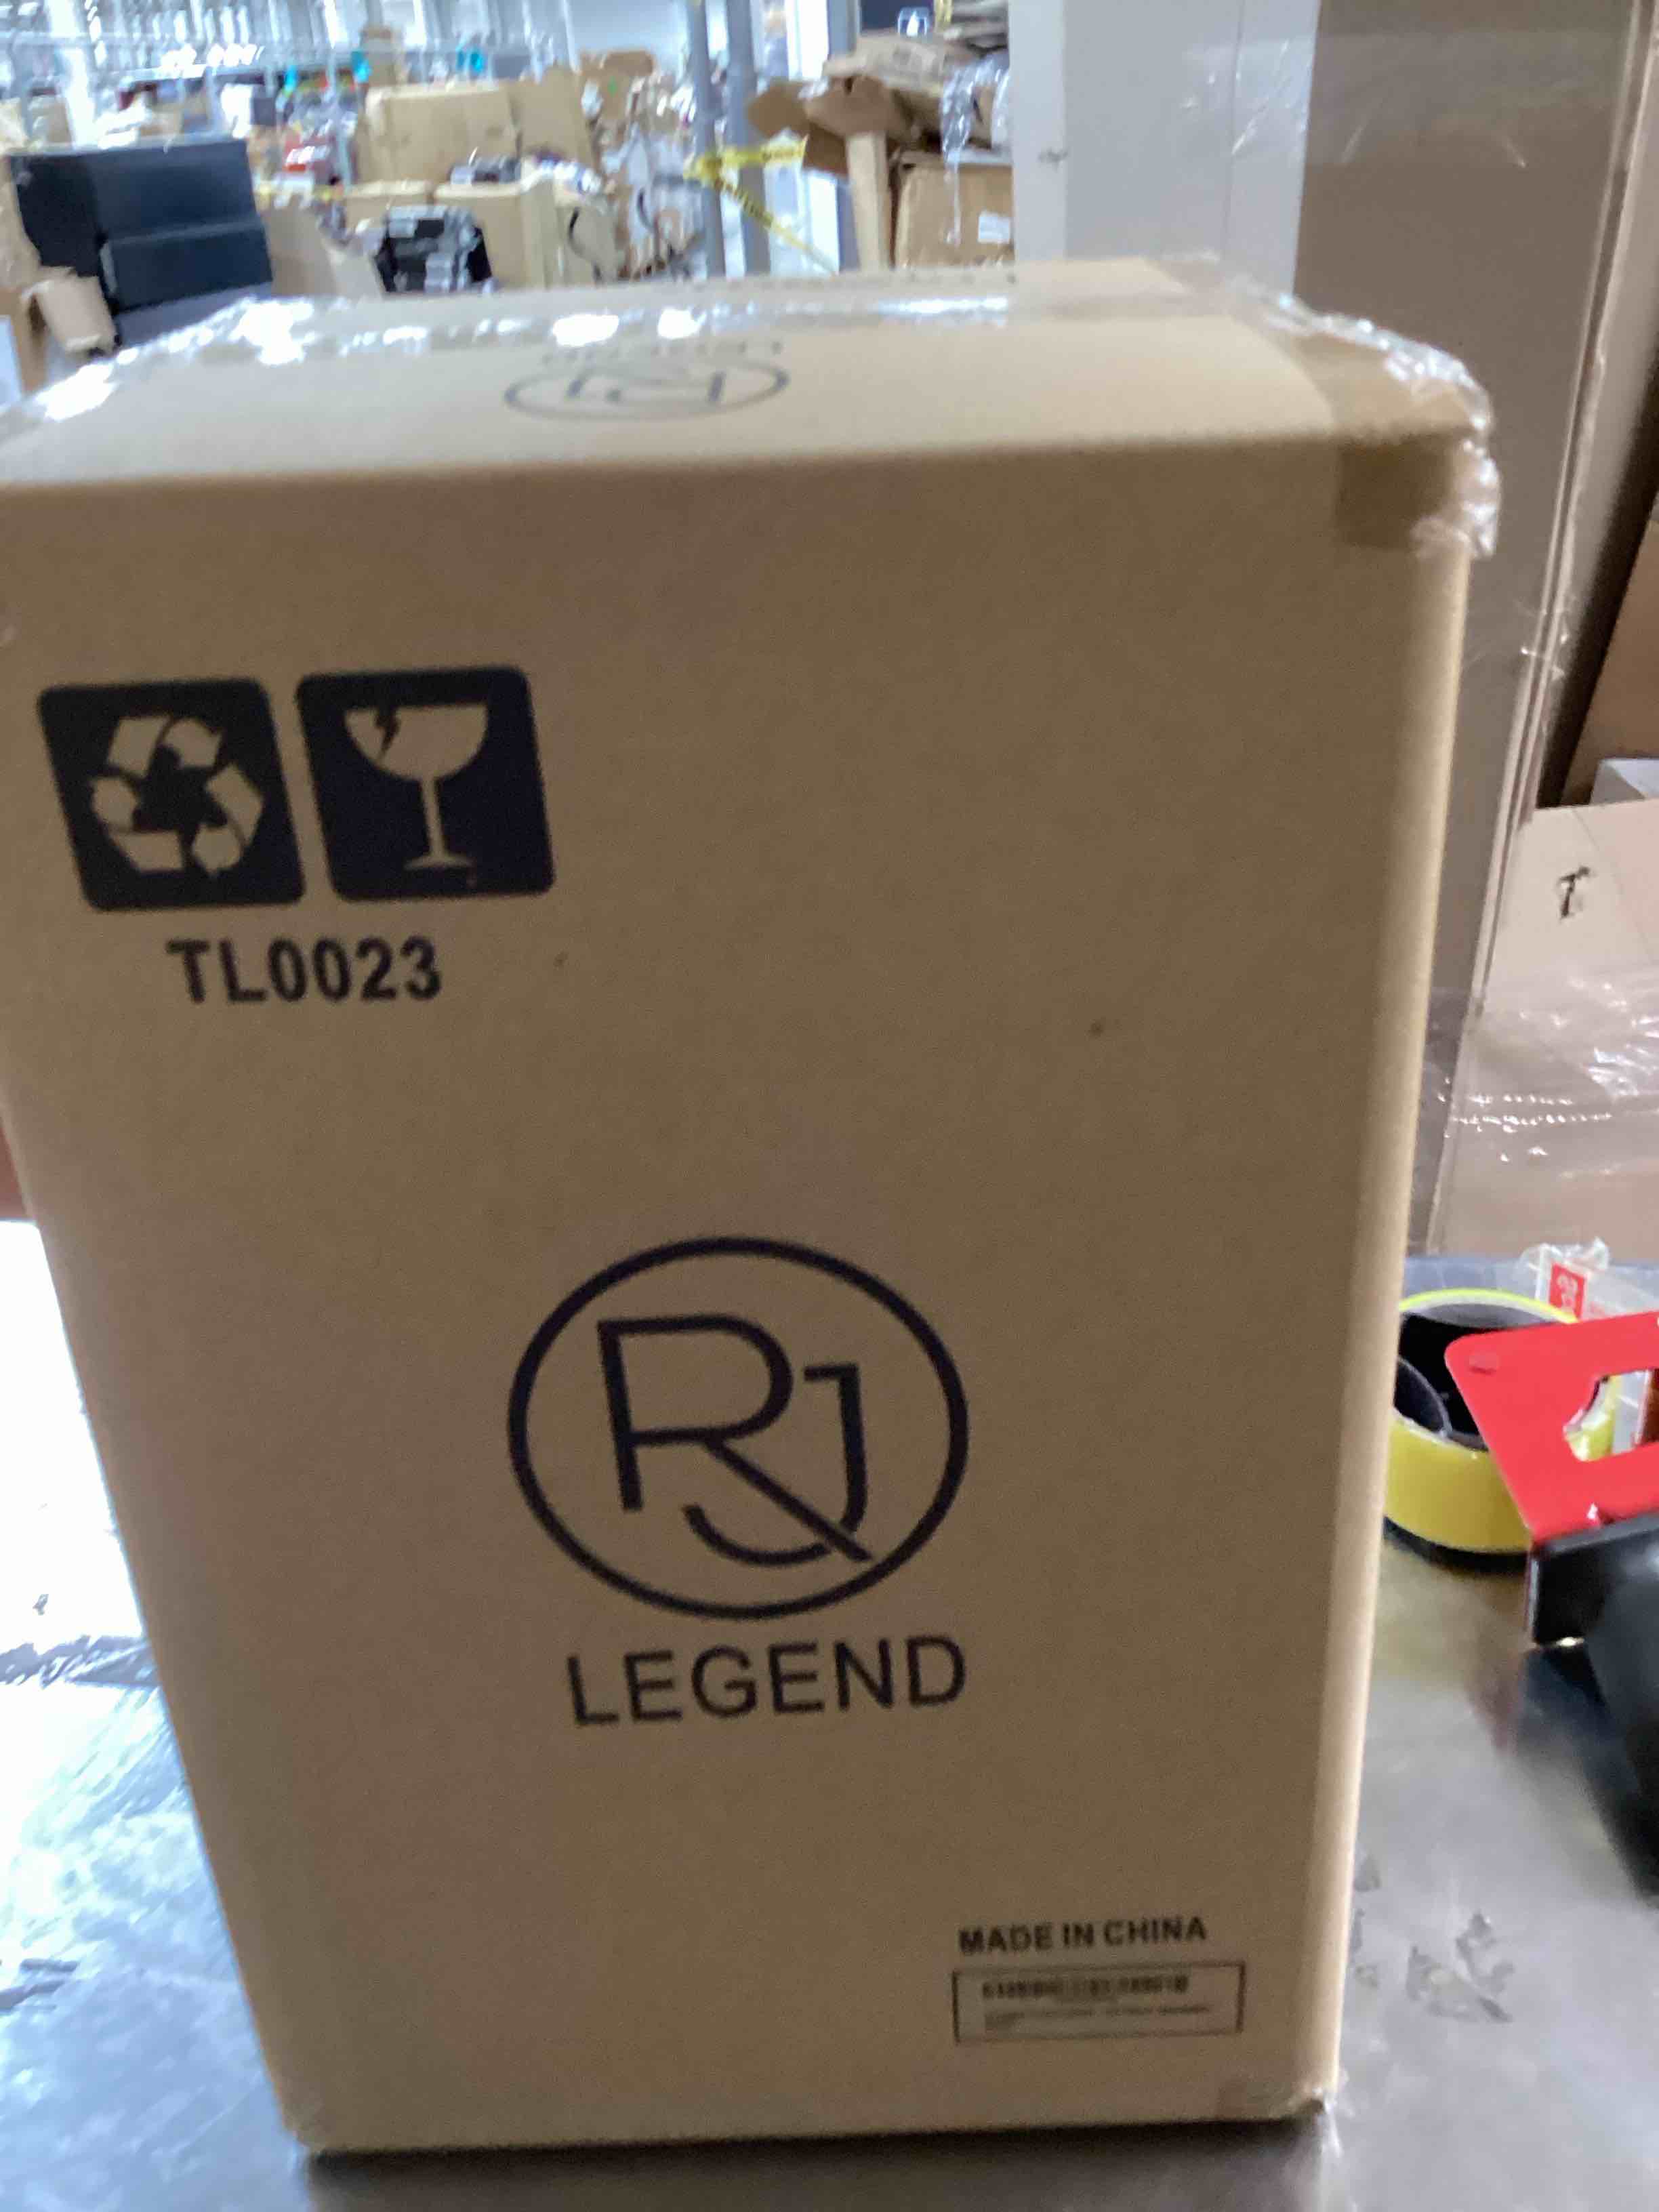 TL0023
RJ
LEGEND
MADE IN CHINA